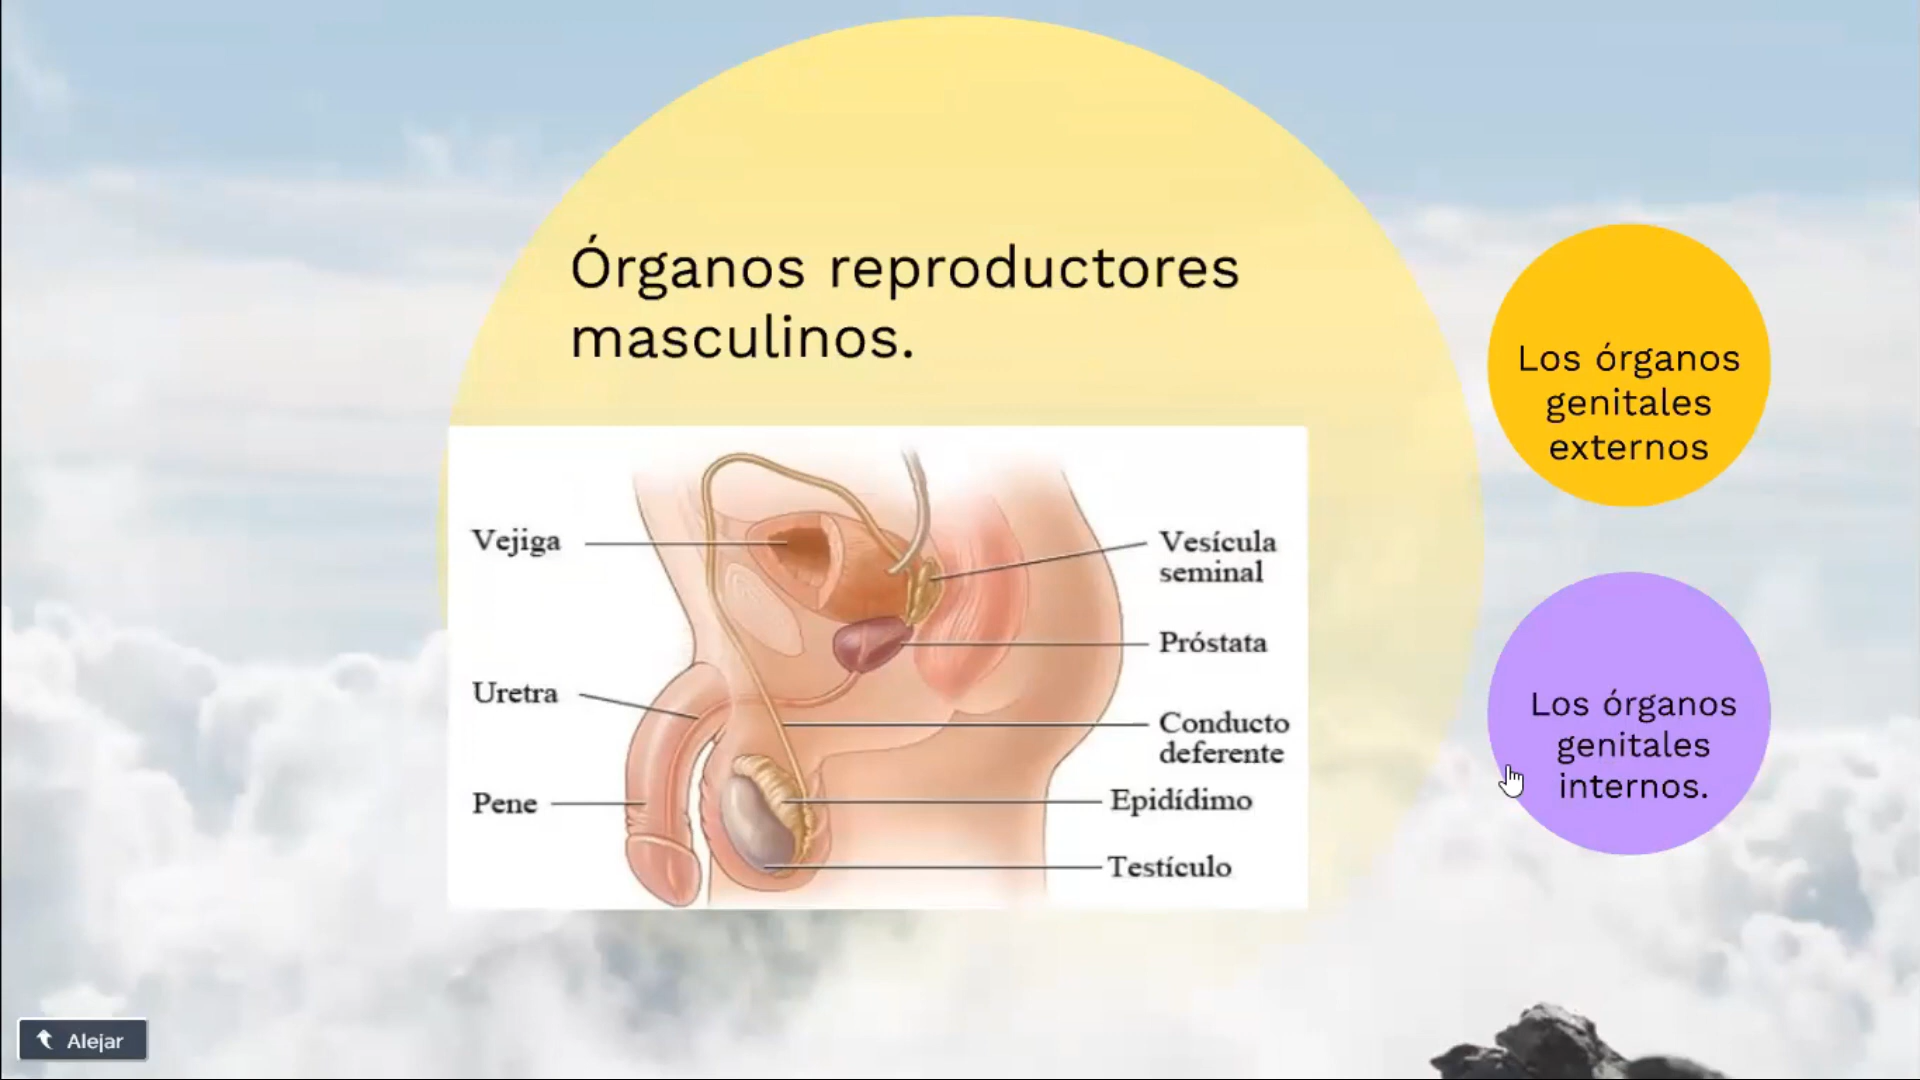 Órganos reproductores
masculinos.
Vejiga
Uretra
Pene
Vesícula
seminal
Próstata
Conducto
deferente
Epidídimo
Testículo
Los órganos
genitales
externos
Los órganos
genitales
internos.
Alejar